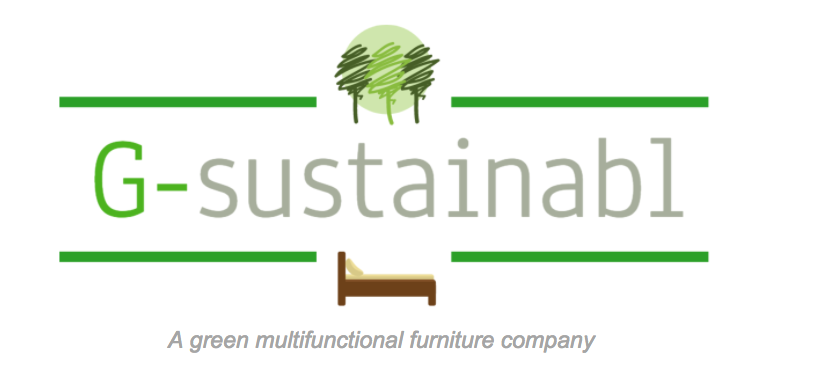 G-sustainabl
A green multifunctional furniture company